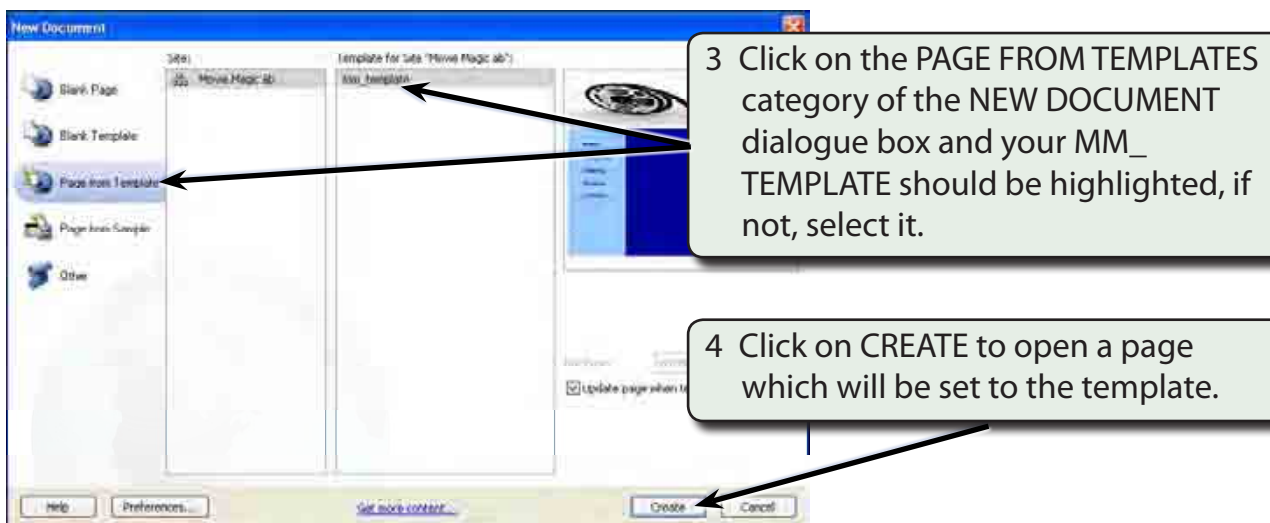 New Document
Site:
Template for Site "Movie Magic ab":
Movie Magic ab
mm_template
Blank Page
Blank Template
Page from Template
Page from Sample
Other
3 Click on the PAGE FROM TEMPLATES
category of the NEW DOCUMENT
dialogue box and your MM_
TEMPLATE should be highlighted, if
not, select it.
4 Click on CREATE to open a page
which will be set to the template.
Update page when
Help
Preferences...
Get more content...
Create
Cancel